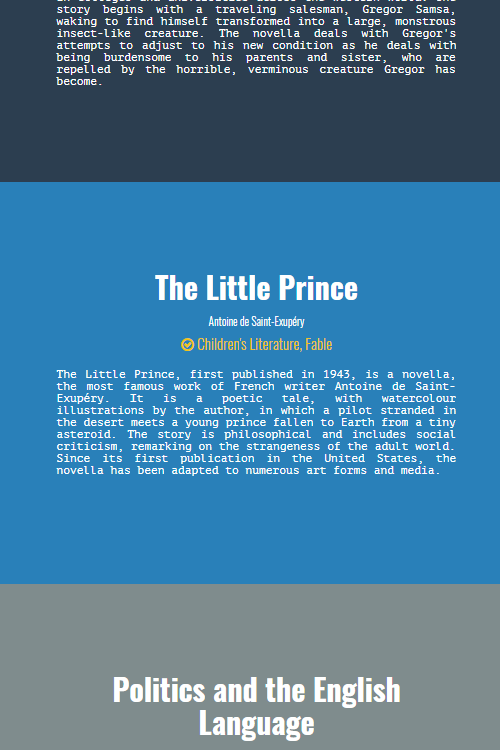 story begins with a traveling salesman, Gregor Samsa,
waking to find himself transformed into a large, monstrous
insect-like creature. The novella deals with Gregor's
attempts to adjust to his new condition as he deals with
being burdensome to his parents and sister, who are
repelled by the horrible, verminous creature Gregor has
become.
The Little Prince
Antoine de Saint-Exupéry
Children's Literature, Fable
The Little Prince, first published in 1943, is a novella,
the most famous work of French writer Antoine de Saint-
Exupéry. It is a poetic tale, with watercolour
illustrations by the author, in which a pilot stranded in
the desert meets a young prince fallen to Earth from a tiny
asteroid. The story is philosophical and includes social
criticism, remarking on the strangeness of the adult world.
Since its first publication in the United States, the
novella has been adapted to numerous art forms and media.
Politics and the English
Language